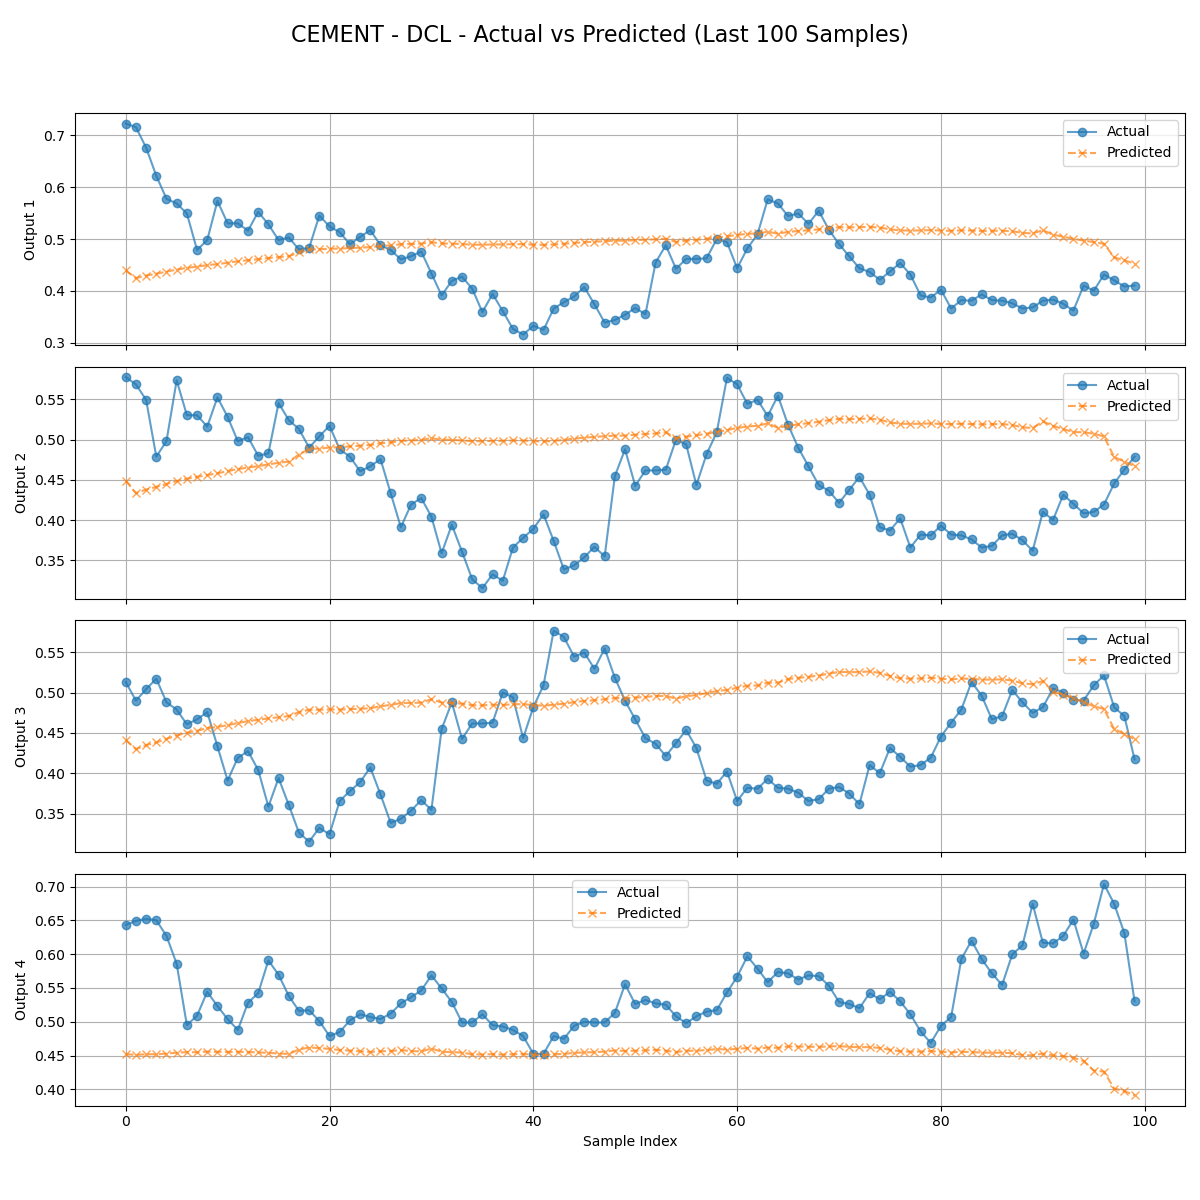 CEMENT - DCL - Actual vs Predicted (Last 100 Samples)
Output 1
0.7
0.6
0.5
0.4
0.3
Actual
Predicted
Output 2
0.55
0.50
0.45
0.40
0.35
Actual
Predicted
Output 3
0.55
0.50
0.45
0.40
0.35
Actual
Predicted
Output 4
0.70
0.65
0.60
0.55
0.50
0.45
0.40
Actual
Predicted
0 20 40 60 80 100
Sample Index